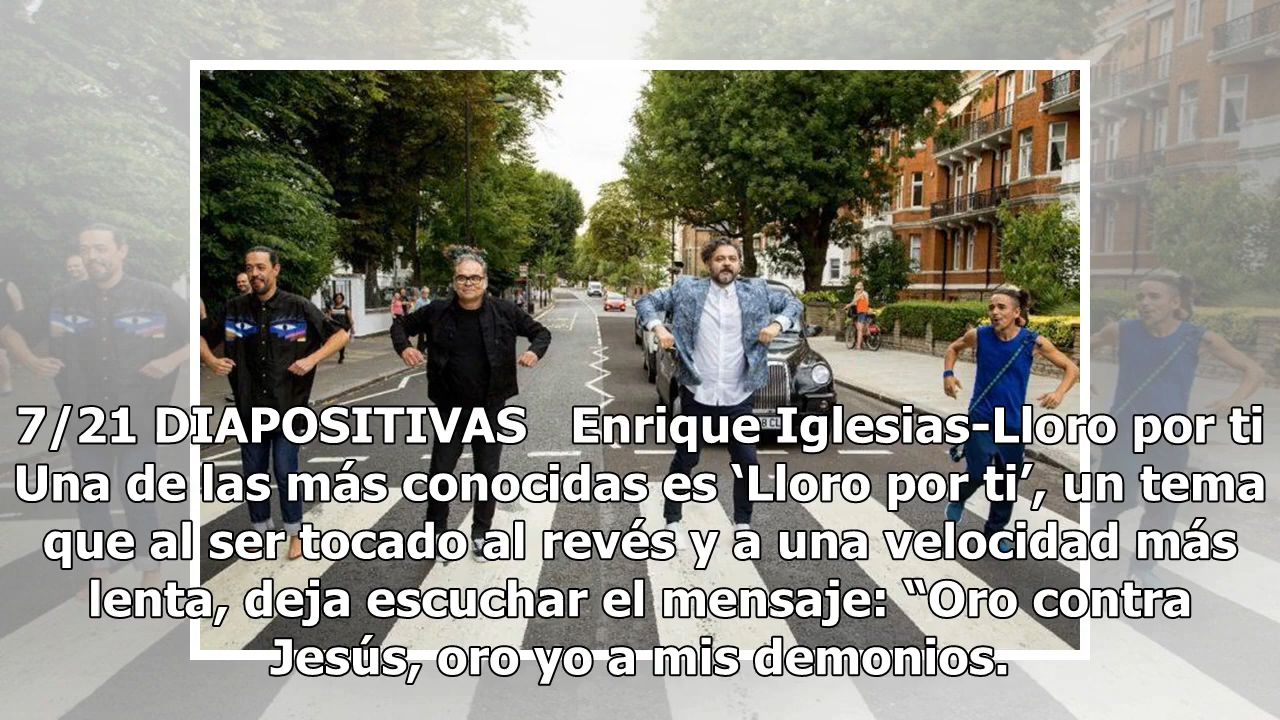 7/21 DIAPOSITIVAS   Enrique Iglesias-Lloro por ti
Una de las más conocidas es ‘Lloro por ti’, un tema
que al ser tocado al revés y a una velocidad más
lenta, deja escuchar el mensaje: “Oro contra
Jesús, oro yo a mis demonios.